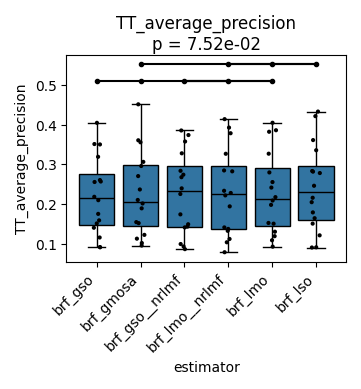 TT_average_precision
p = 7.52e-02
TT_average_precision
0.5
0.4
0.3
0.2
0.1
brf_gso
brf_gmosa
brf_gso__nrlmf
brf_lmo__nrlmf
brf_lmo
brf_lso
estimator